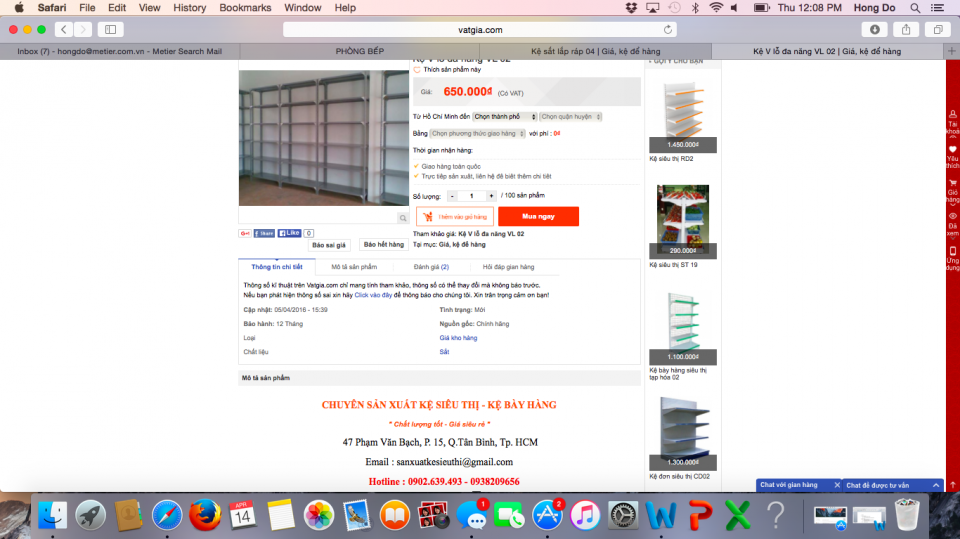 Safari File Edit View History Bookmarks Window Help
Thu 12:08 PM Hong Do
vatgia.com
Inbox (7) - hongdo@metier.com.vn - Metier Search Mail
PHÒNG BẾP
Kệ sắt lắp ráp 04 | Giá, kệ để hàng
Kệ V lỗ đa năng VL 02 | Giá, kệ để hàng
Kệ V lỗ đa năng VL 02
Thích sản phẩm này
Giá: 650.000₫ (Có VAT)
Từ Hồ Chí Minh đến Chọn thành phố Chọn quận huyện
Bằng Chọn phương thức giao hàng với phí : 0₫
Thời gian nhận hàng:
Giao hàng toàn quốc
Trực tiếp sản xuất, liên hệ để biêt thêm chi tiết
Số lượng: - 1 + / 100 sản phẩm
Thêm vào giỏ hàng
Mua ngay
G+1 Share Like 0
Báo sai giá Báo hết hàng
Tham khảo giá: Kệ V lỗ đa năng VL 02
Tại mục: Giá, kệ để hàng
Thông tin chi tiết Mô tả sản phẩm Đánh giá (2) Hỏi đáp gian hàng
Thông số kĩ thuật trên Vatgia.com chỉ mang tính tham khảo, thông số có thể thay đổi mà không báo trước.
Nếu bạn phát hiện thông số sai xin hãy Click vào đây để thông báo cho chúng tôi. Xin trân trọng cảm ơn bạn!
Cập nhật: 05/04/2016 - 15:39 Tình trạng: Mới
Bảo hành: 12 Tháng Nguồn gốc: Chính hãng
Loại Giá kho hàng
Chất liệu Sắt
Mô tả sản phẩm
CHUYÊN SẢN XUẤT KỆ SIÊU THỊ - KỆ BÀY HÀNG
" Chất lượng tốt - Giá siêu rẻ "
47 Phạm Văn Bạch, P. 15, Q.Tân Bình, Tp. HCM
Email : sanxuatkesieuthi@gmail.com
Hotline : 0902.639.493 - 0938209656
GỢI Ý CHO BẠN
1.450.000₫
Kệ siêu thị RD2
290.000₫
Kệ siêu thị ST 19
1.100.000₫
Kệ bày hàng siêu thị
tạp hóa 02
1.300.000₫
Kệ đơn siêu thị CD02
Tài
khoả
Yêu
thích
Giỏ
hàng
Đã
xem
Ứng
dụng
Chat với gian hàng
Chat để được tư vấn
APR
14
1
2